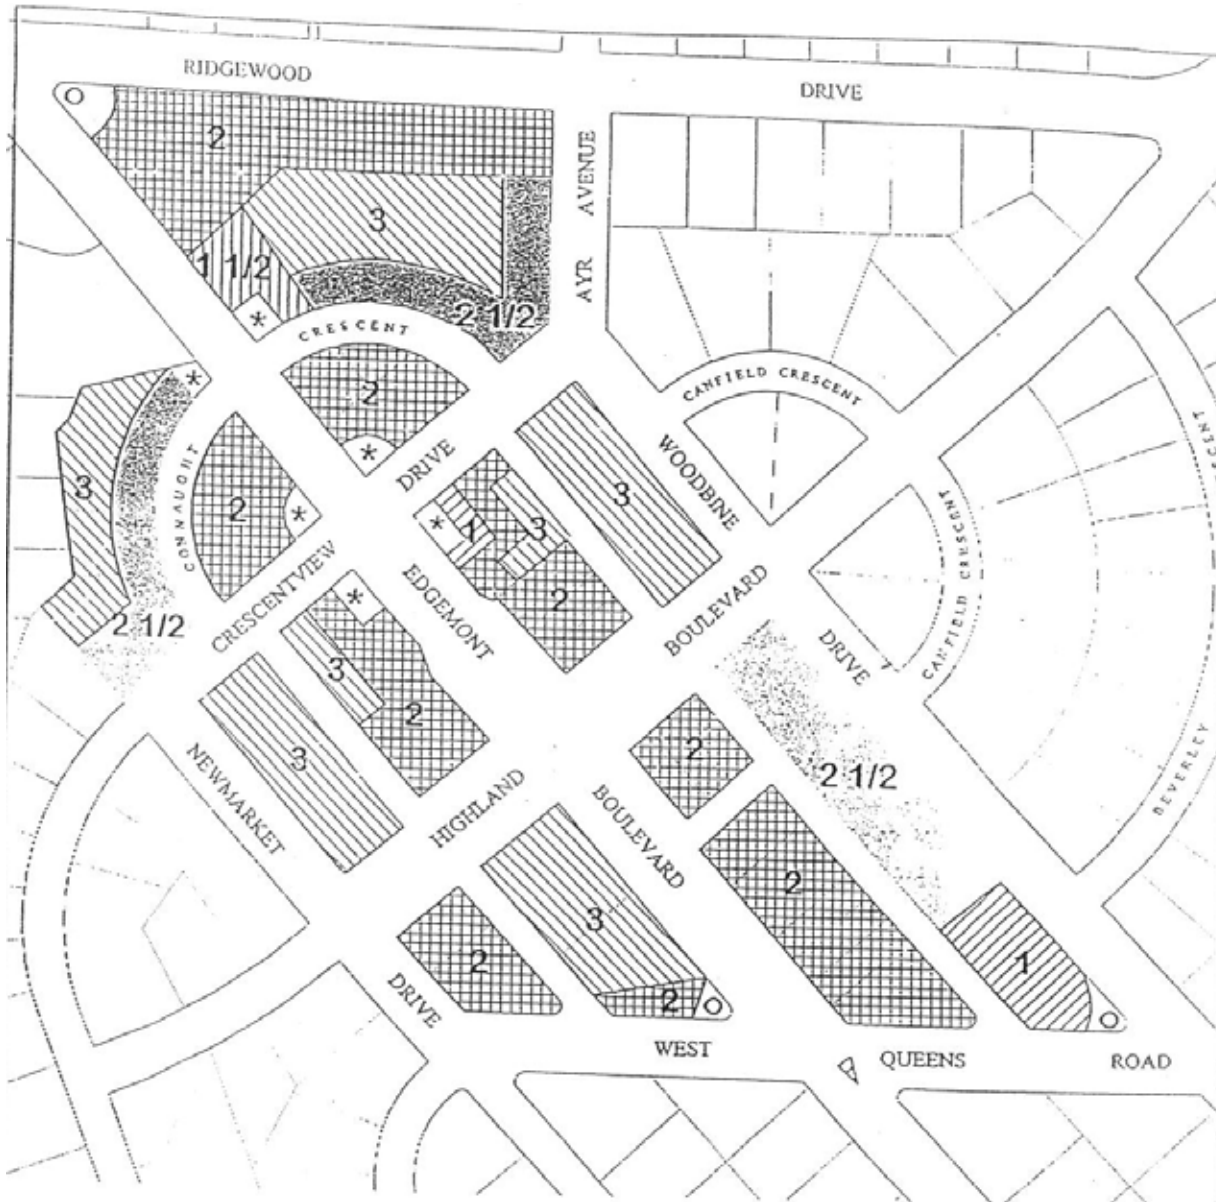 RIDGEWOOD
DRIVE
2
AVENUE
AYR
3
1 1/2
2 1/2
*
CRESCENT
CANFIELD CRESCENT
*
2
DRIVE
WOODBINE
3
*
CONNAUGHT
3
2
*
*
1
3
CANFIELD CRESCENT
2 1/2
CRESCENTVIEW
EDGEMONT
2
BOULEVARD
DRIVE
*
3
2
NEWMARKET
3
2
2 1/2
BEVERLEY
CRESCENT
HIGHLAND
BOULEVARD
2
3
2
1
DRIVE
2
O
O
O
WEST
QUEENS
ROAD